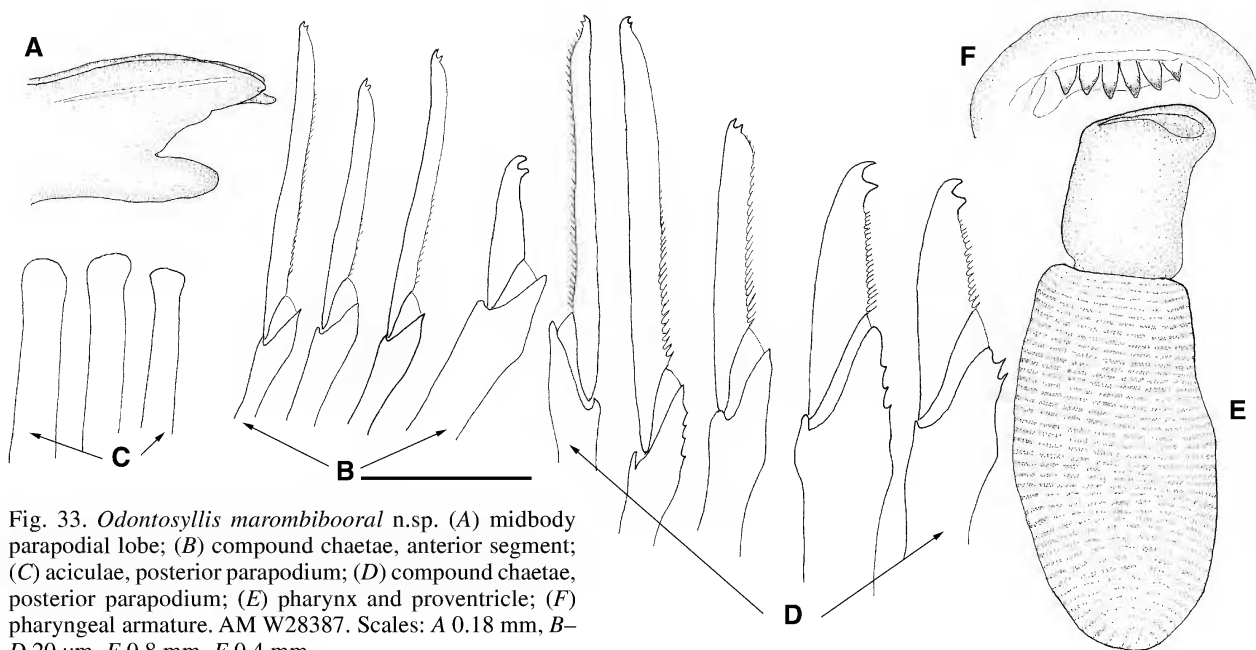 A
F
E
C
B
D
Fig. 33. Odontosyllis marombibooral n.sp. (A) midbody
parapodial lobe; (B) compound chaetae, anterior segment;
(C) aciculae, posterior parapodium; (D) compound chaetae,
posterior parapodium; (E) pharynx and proventricle; (F)
pharyngeal armature. AM W28387. Scales: A 0.18 mm, B–
D 20 µm, E 0.8 mm, F 0.4 mm.